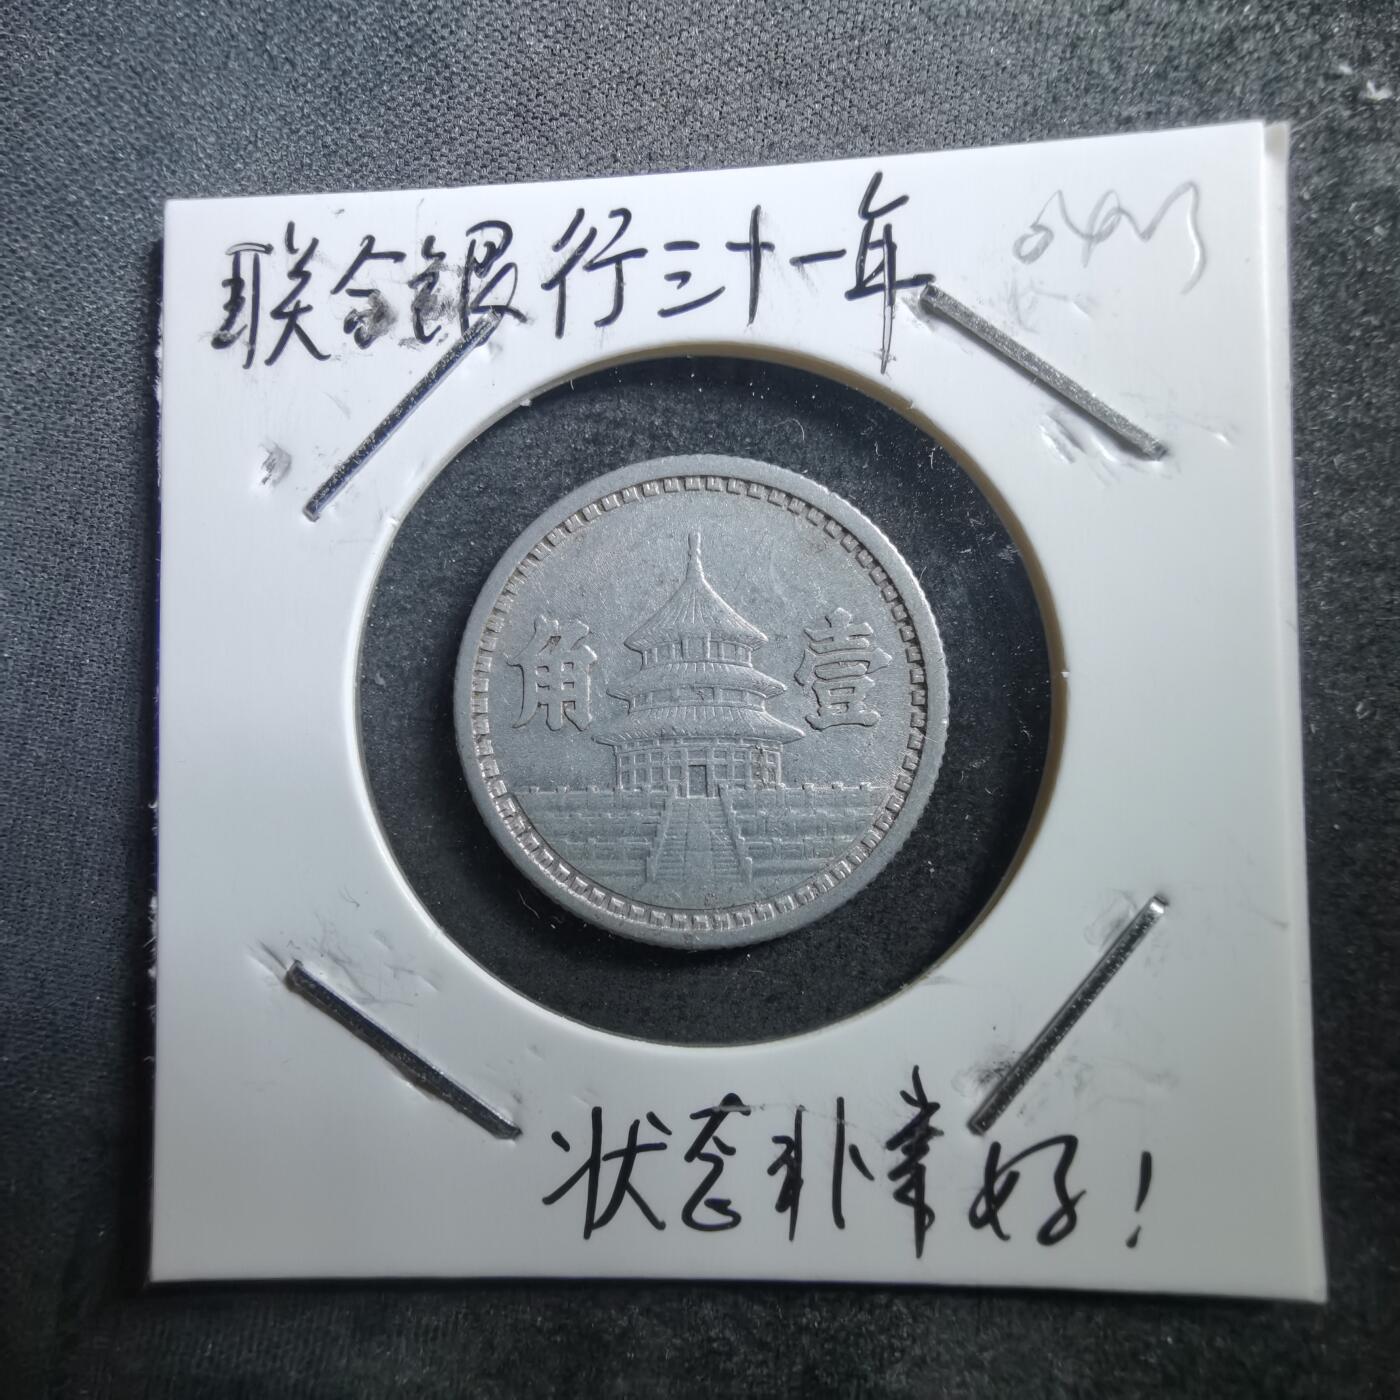 联合银行三十一年
壹角
状态非常好！